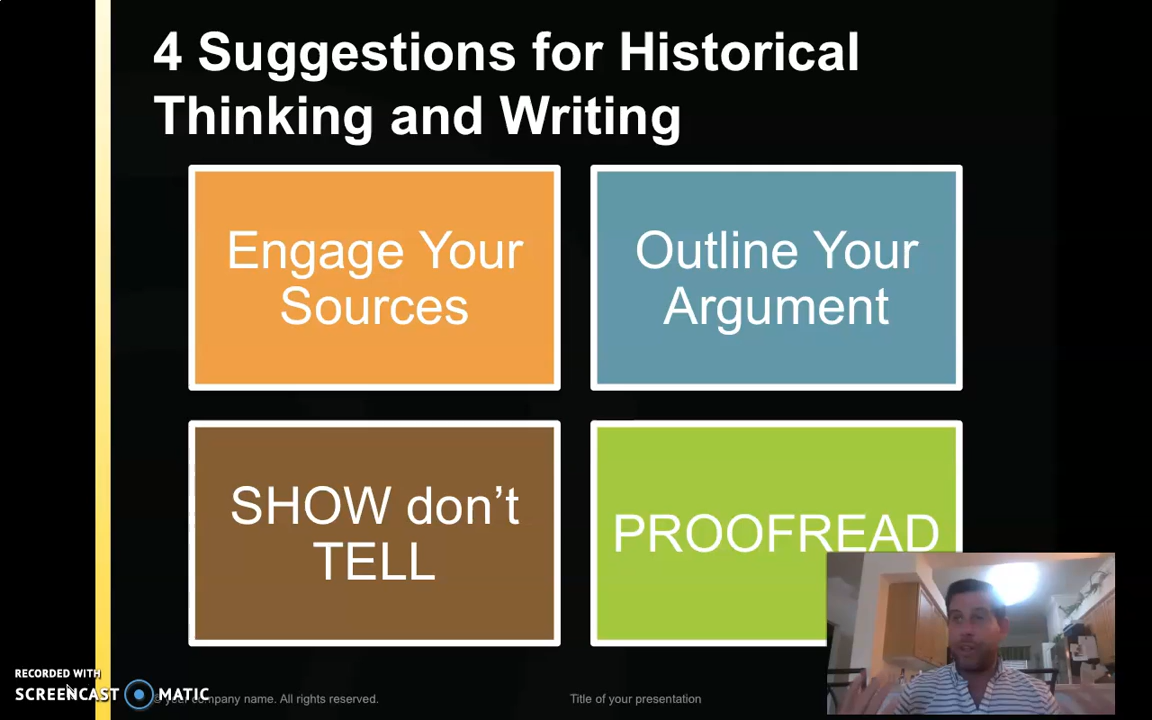 4 Suggestions for Historical
Thinking and Writing
Engage Your
Sources
Outline Your
Argument
SHOW don’t
TELL
PROOFREAD
RECORDED WITH
SCREENCAST MATIC
© your company name. All rights reserved.
Title of your presentation